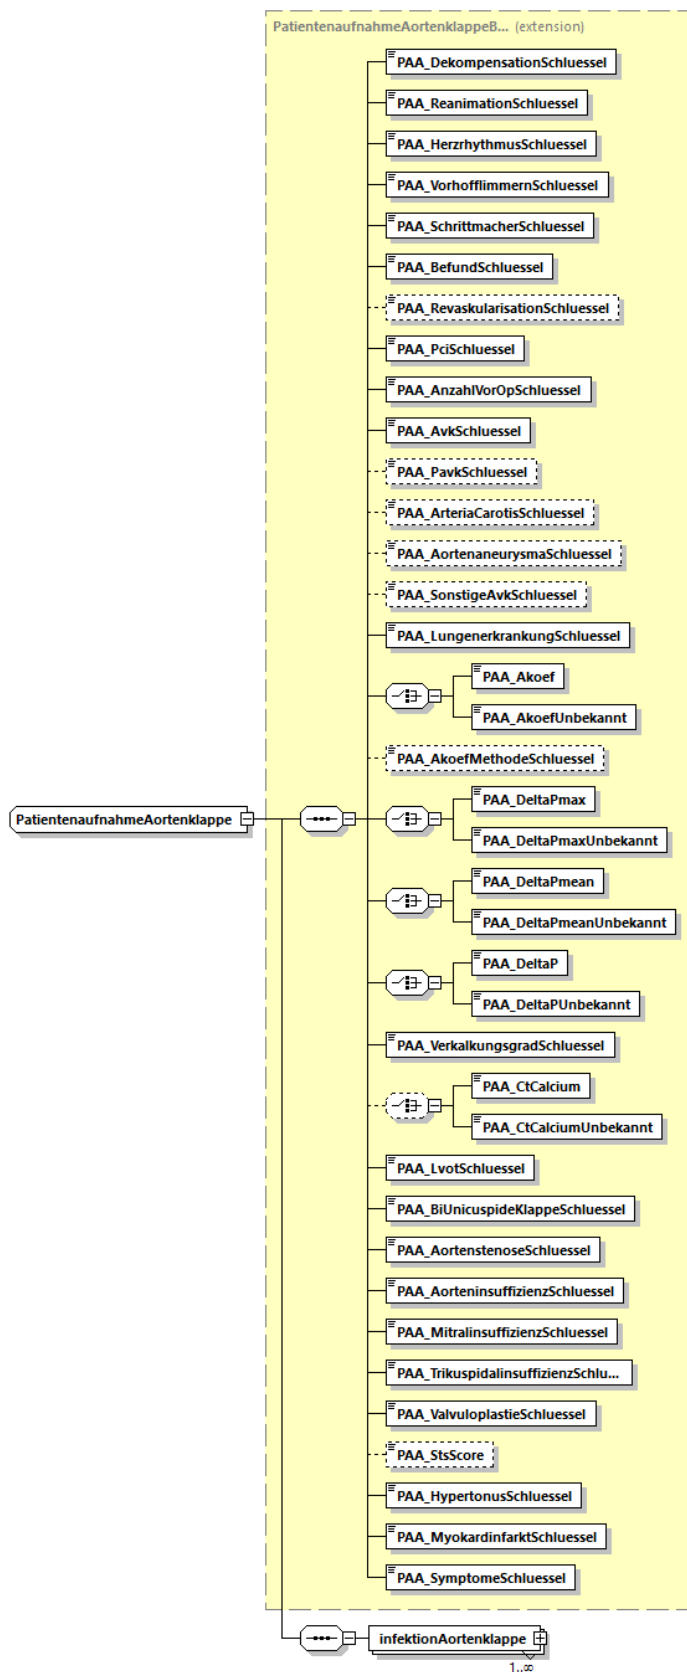 PatientenaufnahmeAortenklappeB... (extension)
PAA_DekompensationSchluessel
PAA_ReanimationSchluessel
PAA_HerzrhythmusSchluessel
PAA_VorhofflimmernSchluessel
PAA_SchrittmacherSchluessel
PAA_BefundSchluessel
PAA_RevaskularisationSchluessel
PAA_PciSchluessel
PAA_AnzahlVorOpSchluessel
PAA_AvkSchluessel
PAA_PavkSchluessel
PAA_ArteriaCarotisSchluessel
PAA_AortenaneurysmaSchluessel
PAA_SonstigeAvkSchluessel
PAA_LungenerkrankungSchluessel
PAA_Akoef
PAA_AkoefUnbekannt
PAA_AkoefMethodeSchluessel
PatientenaufnahmeAortenklappe
PAA_DeltaPmax
PAA_DeltaPmaxUnbekannt
PAA_DeltaPmean
PAA_DeltaPmeanUnbekannt
PAA_DeltaP
PAA_DeltaPUnbekannt
PAA_VerkalkungsgradSchluessel
PAA_CtCalcium
PAA_CtCalciumUnbekannt
PAA_LvotSchluessel
PAA_BiUnicuspideKlappeSchluessel
PAA_AortenstenoseSchluessel
PAA_AorteninsuffizienzSchluessel
PAA_MitralinsuffizienzSchluessel
PAA_TrikuspidalinsuffizienzSchlu...
PAA_ValvuloplastieSchluessel
PAA_StsScore
PAA_HypertonusSchluessel
PAA_MyokardinfarktSchluessel
PAA_SymptomeSchluessel
infektionAortenklappe
1..∞